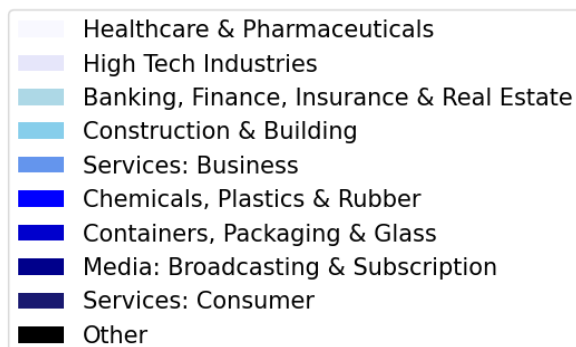 Healthcare & Pharmaceuticals
High Tech Industries
Banking, Finance, Insurance & Real Estate
Construction & Building
Services: Business
Chemicals, Plastics & Rubber
Containers, Packaging & Glass
Media: Broadcasting & Subscription
Services: Consumer
Other